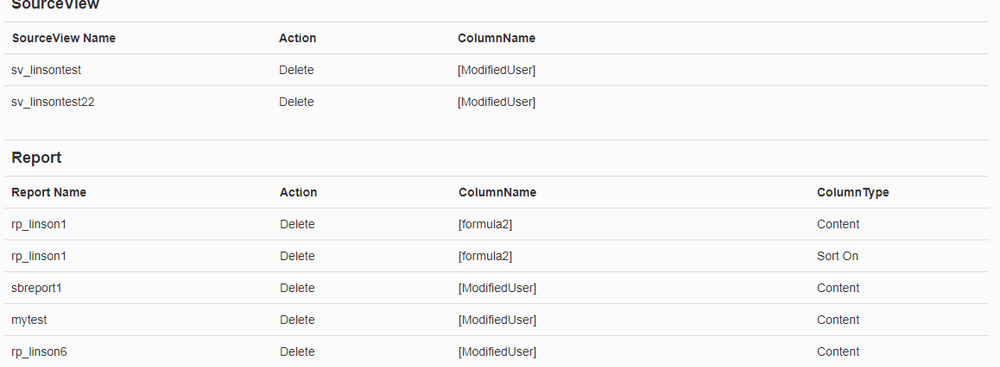 SourceView
SourceView Name Action ColumnName
sv_linsontest Delete [ModifiedUser]
sv_linsontest22 Delete [ModifiedUser]
Report
Report Name Action ColumnName ColumnType
rp_linson1 Delete [formula2] Content
rp_linson1 Delete [formula2] Sort On
sbreport1 Delete [ModifiedUser] Content
mytest Delete [ModifiedUser] Content
rp_linson6 Delete [ModifiedUser] Content